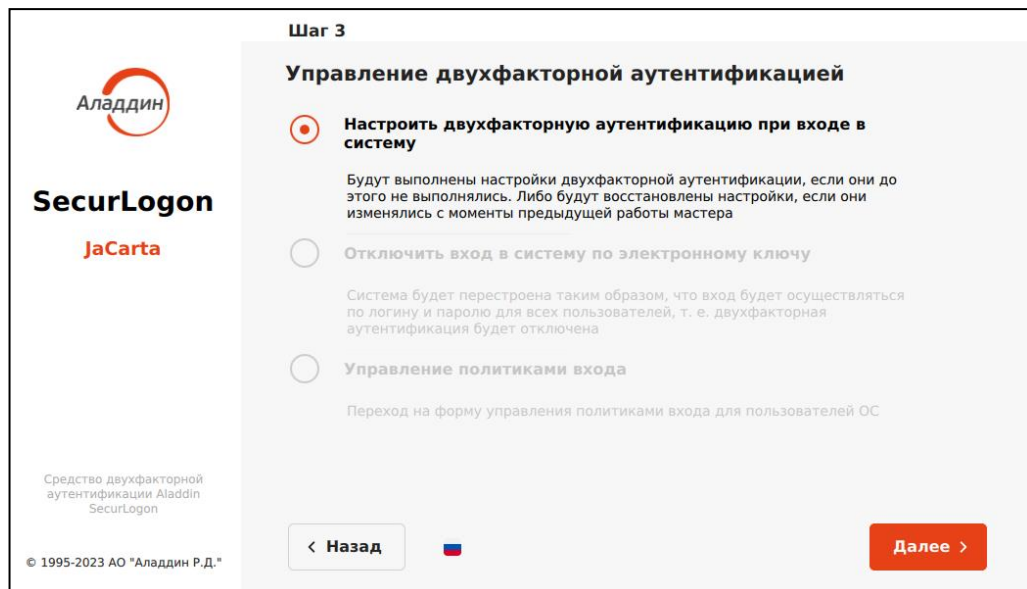 Шаг 3
Аладдин
SecurLogon
JaCarta
Средство двухфакторной
аутентификации Aladdin
SecurLogon
© 1995-2023 АО "Аладдин Р.Д."
Управление двухфакторной аутентификацией
Настроить двухфакторную аутентификацию при входе в
систему
Будут выполнены настройки двухфакторной аутентификации, если они до
этого не выполнялись. Либо будут восстановлены настройки, если они
изменялись с моменты предыдущей работы мастера
Отключить вход в систему по электронному ключу
Система будет перестроена таким образом, что вход будет осуществляться
по логину и паролю для всех пользователей, т. е. двухфакторная
аутентификация будет отключена
Управление политиками входа
Переход на форму управления политиками входа для пользователей ОС
Назад
Далее